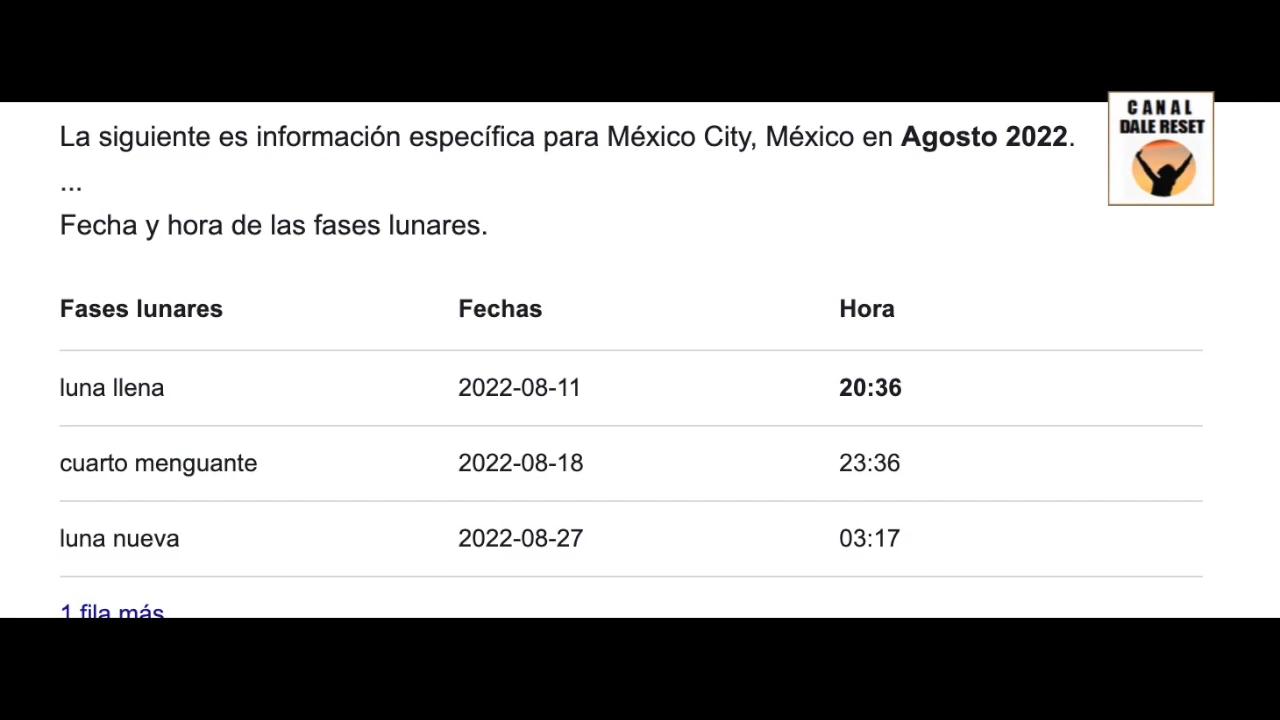 La siguiente es información específica para México City, México en Agosto 2022.
...
Fecha y hora de las fases lunares.
CANAL
DALE RESET
Fases lunares Fechas Hora
luna llena 2022-08-11 20:36
cuarto menguante 2022-08-18 23:36
luna nueva 2022-08-27 03:17
1 fila más